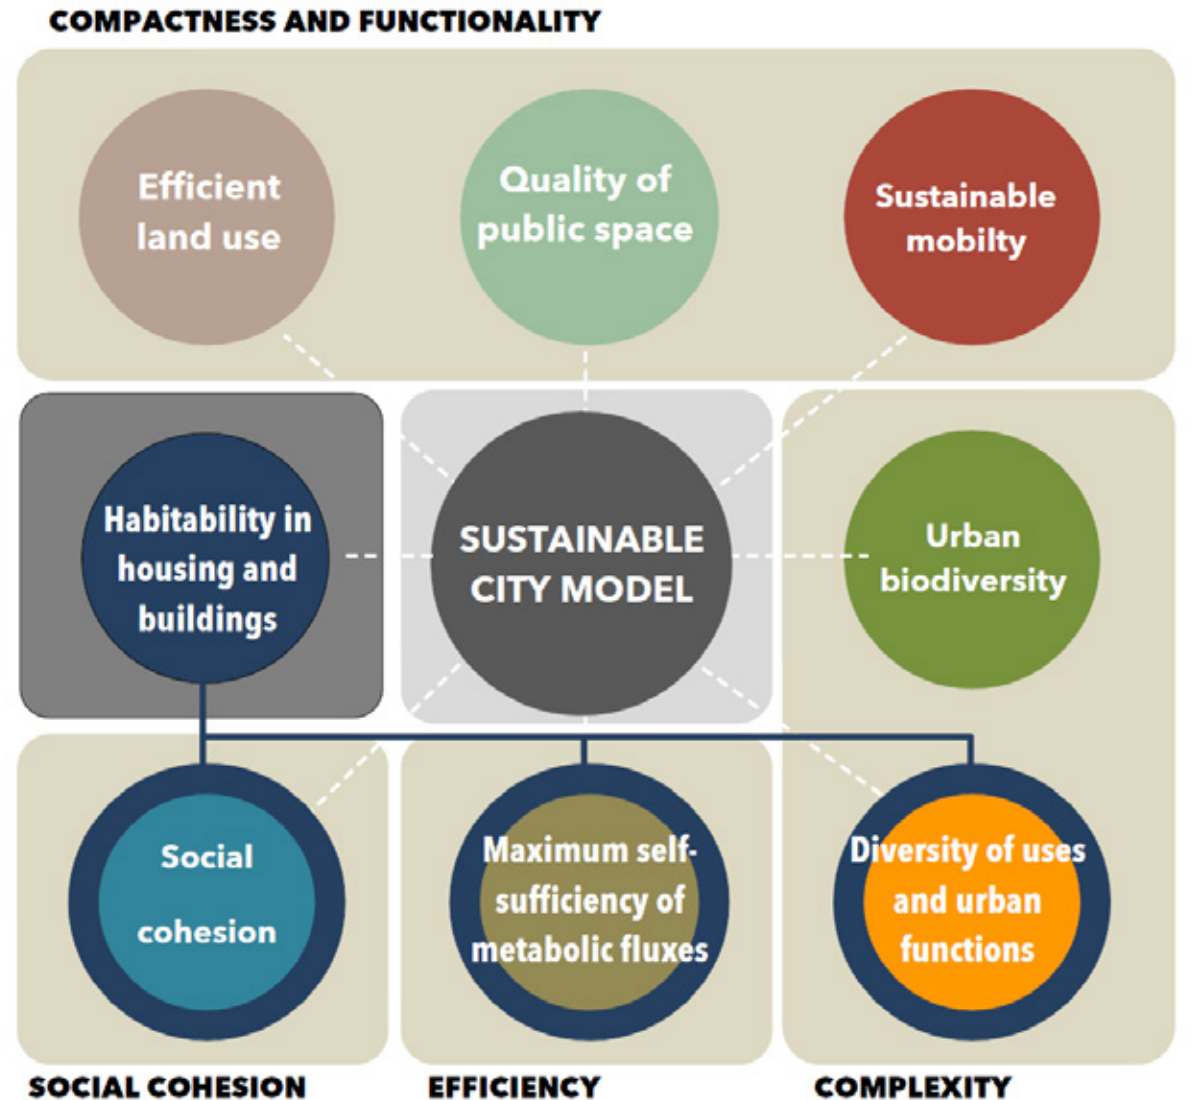 COMPACTNESS AND FUNCTIONALITY
Efficient
land use
Quality of
public space
Sustainable
mobilty
Habitability in
housing and
buildings
SUSTAINABLE
CITY MODEL
Urban
biodiversity
Social
cohesion
Maximum self-
sufficiency of
metabolic fluxes
Diversity of uses
and urban
functions
SOCIAL COHESION
EFFICIENCY
COMPLEXITY